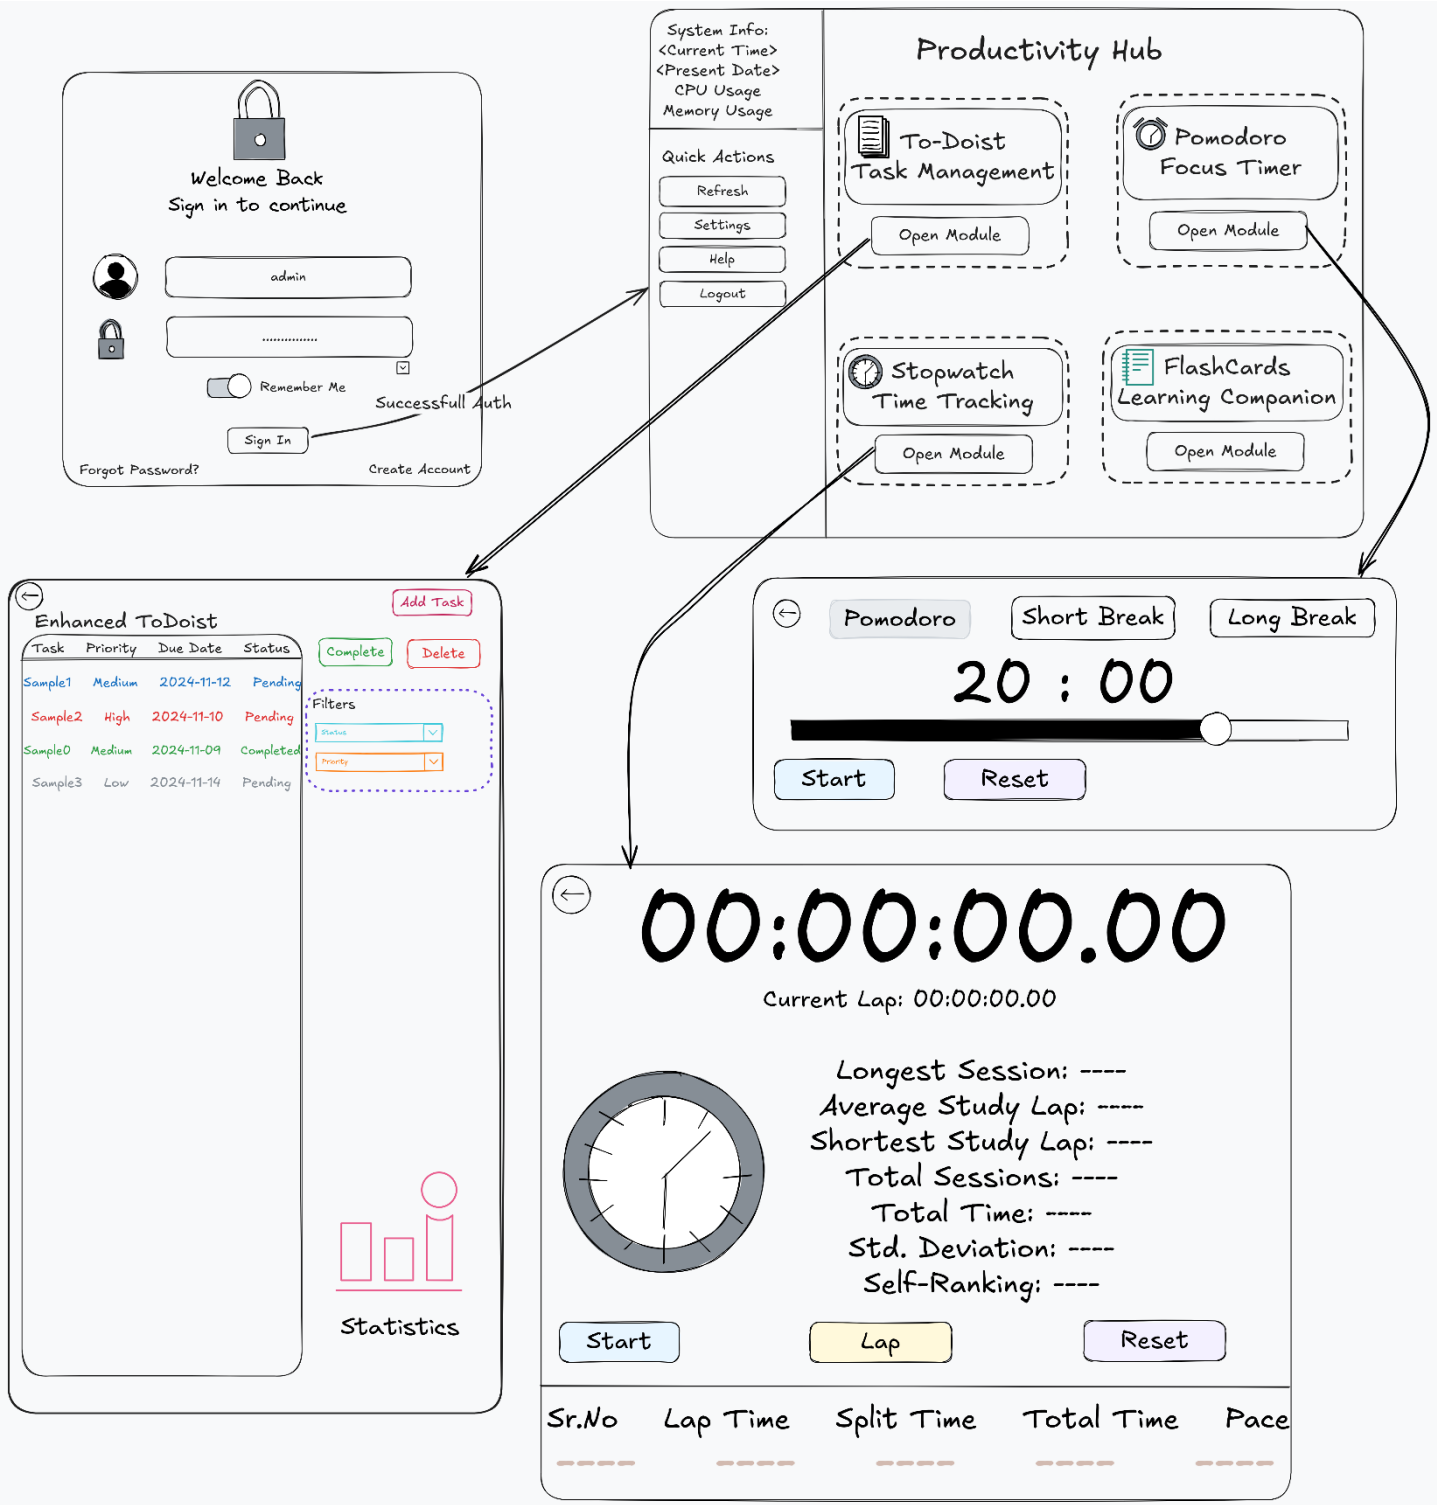 Welcome Back
Sign in to continue
admin
...............
Remember Me
Successfull Auth
Sign In
Forgot Password?
Create Account
System Info:
<Current Time>
<Present Date>
CPU Usage
Memory Usage
Quick Actions
Refresh
Settings
Help
Logout
Productivity Hub
To-Doist
Task Management
Open Module
Pomodoro
Focus Timer
Open Module
Stopwatch
Time Tracking
Open Module
FlashCards
Learning Companion
Open Module
Add Task
Enhanced ToDoist
Task Priority Due Date Status
Complete
Delete
Sample1 Medium 2024-11-12 Pending
Sample2 High 2024-11-10 Pending
Sample0 Medium 2024-11-09 Completed
Sample3 Low 2024-11-14 Pending
Filters
Status
Priority
Statistics
Pomodoro
Short Break
Long Break
20 : 00
Start
Reset
00:00:00.00
Current Lap: 00:00:00.00
Longest Session: ----
Average Study Lap: ----
Shortest Study Lap: ----
Total Sessions: ----
Total Time: ----
Std. Deviation: ----
Self-Ranking: ----
Start
Lap
Reset
Sr.No Lap Time Split Time Total Time Pace
---- ---- ---- ---- ----